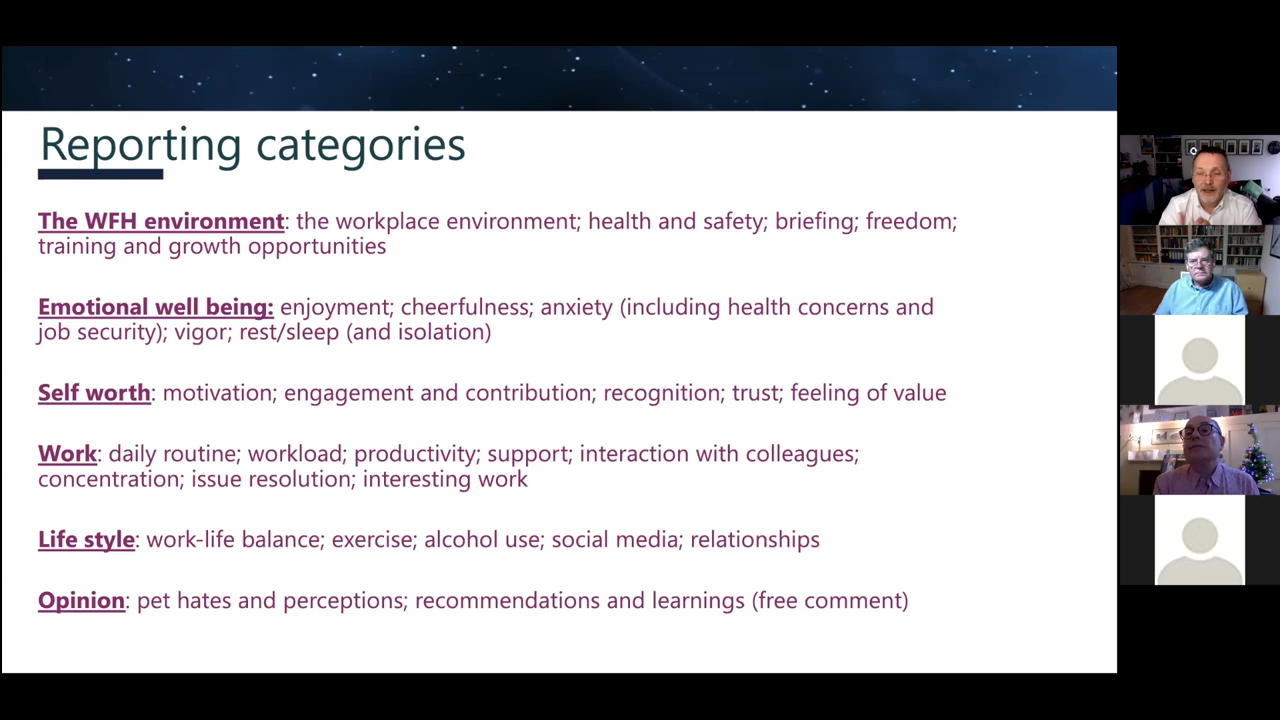 Reporting categories
The WFH environment: the workplace environment; health and safety; briefing; freedom;
training and growth opportunities
Emotional well being: enjoyment; cheerfulness; anxiety (including health concerns and
job security); vigor; rest/sleep (and isolation)
Self worth: motivation; engagement and contribution; recognition; trust; feeling of value
Work: daily routine; workload; productivity; support; interaction with colleagues;
concentration; issue resolution; interesting work
Life style: work-life balance; exercise; alcohol use; social media; relationships
Opinion: pet hates and perceptions; recommendations and learnings (free comment)